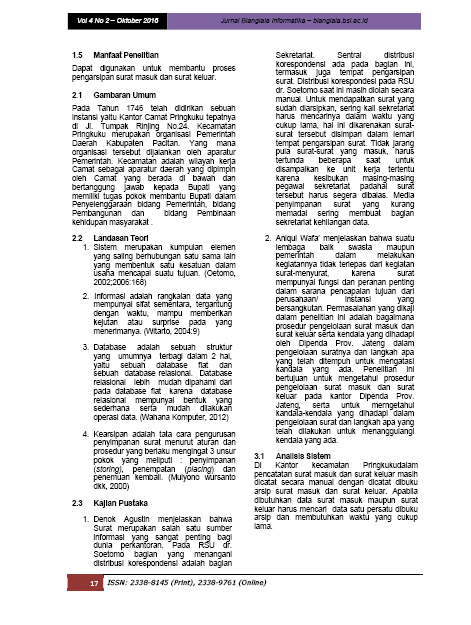 Vol 4 No 2 – Oktober 2016
Jurnal Bianglala Informatika – bianglala.bsi.ac.id
1.5 Manfaat Penelitian
Dapat digunakan untuk membantu proses
pengarsipan surat masuk dan surat keluar.
2.1 Gambaran Umum
Pada Tahun 1746 telah didirikan sebuah
instansi yaitu Kantor Camat Pringkuku tepatnya
di Jl. Tumpak Rinjing No.24. Kecamatan
Pringkuku merupakan organisasi Pemerintah
Daerah Kabupaten Pacitan. Yang mana
organisasi tersebut dijalankan oleh aparatur
Pemerintah. Kecamatan adalah wilayah kerja
Camat sebagai aparatur daerah yang dipimpin
oleh Camat yang berada di bawah dan
bertanggung jawab kepada Bupati yang
memiliki tugas pokok membantu Bupati dalam
Penyelenggaraan bidang Pemerintah, bidang
Pembangunan dan bidang Pembinaan
kehidupan masyarakat .
2.2 Landasan Teori
1. Sistem merupakan kumpulan elemen
yang saling berhubungan satu sama lain
yang membentuk satu kesatuan dalam
usaha mencapai suatu tujuan. (Oetomo,
2002;2006:168)
2. Informasi adalah rangkaian data yang
mempunyai sifat sementara, tergantung
dengan waktu, mampu memberikan
kejutan atau surprise pada yang
menerimanya. (Witarto, 2004:9)
3. Database adalah sebuah struktur
yang umumnya terbagi dalam 2 hal,
yaitu sebuah database flat dan
sebuah database relasional. Database
relasional lebih mudah dipahami dari
pada database flat karena database
relasional mempunyai bentuk yang
sederhana serta mudah dilakukan
operasi data. (Wahana Komputer, 2012)
4. Kearsipan adalah tata cara pengurusan
penyimpanan surat menurut aturan dan
prosedur yang berlaku mengingat 3 unsur
pokok yang meliputi : penyimpanan
(storing), penempatan (placing) dan
penemuan kembali. (Mulyono wursanto
dkk, 2000)
2.3 Kajian Pustaka
1. Denok Agustin menjelaskan bahwa
Surat merupakan salah satu sumber
informasi yang sangat penting bagi
dunia perkantoran. Pada RSU dr.
Soetomo bagian yang menangani
distribusi korespondensi adalah bagian
Sekretariat. Sentral distribusi
korespondensi ada pada bagian ini,
termasuk juga tempat pengarsipan
surat. Distribusi korespondesi pada RSU
dr. Soetomo saat ini masih diolah secara
manual. Untuk mendapatkan surat yang
sudah diarsipkan, sering kali sekretariat
harus mencarinya dalam waktu yang
cukup lama, hal ini dikarenakan surat-
surat tersebut disimpan dalam lemari
tempat pengarsipan surat. Tidak jarang
pula surat-surat yang masuk, harus
tertunda beberapa saat untuk
disampaikan ke unit kerja tertentu
karena kesibukan masing-masing
pegawai sekretariat padahal surat
tersebut harus segera dibalas. Media
penyimpanan surat yang kurang
memadai sering membuat bagian
sekretariat kehilangan data.
2. Aniqul Wafa' menjelaskan bahwa suatu
lembaga baik swasta maupun
pemerintah dalam melakukan
kegiatannya tidak terlepas dari kegiatan
surat-menyurat, karena surat
mempunyai fungsi dan peranan penting
dalam sarana pencapaian tujuan dari
perusahaan/ instansi yang
bersangkutan. Permasalahan yang dikaji
dalam penelitian ini adalah bagaimana
prosedur pengelolaan surat masuk dan
surat keluar serta kendala yang dihadapi
oleh Dipenda Prov. Jateng dalam
pengelolaan suratnya dan langkah apa
yang telah ditempuh untuk mengatasi
kandala yang ada. Penelitian ini
bertujuan untuk mengetahui prosedur
pengelolaan surat masuk dan surat
keluar pada kantor Dipenda Prov.
Jateng, serta untuk merngetahui
kandala-kendala yang dihadapi dalam
pengelolaan surat dan langkah apa yang
telah dilakukan untuk menanggulangi
kendala yang ada.
3.1 Analisis Sistem
Di Kantor kecamatan Pringkukudalam
pencatatan surat masuk dan surat keluar masih
dicatat secara manual dengan dicatat dibuku
arsip surat masuk dan surat keluar. Apabila
dibutuhkan data surat masuk maupun surat
keluar harus mencari data satu persatu dibuku
arsip dan membutuhkan waktu yang cukup
lama.
17 ISSN: 2338-8145 (Print), 2338-9761 (Online)